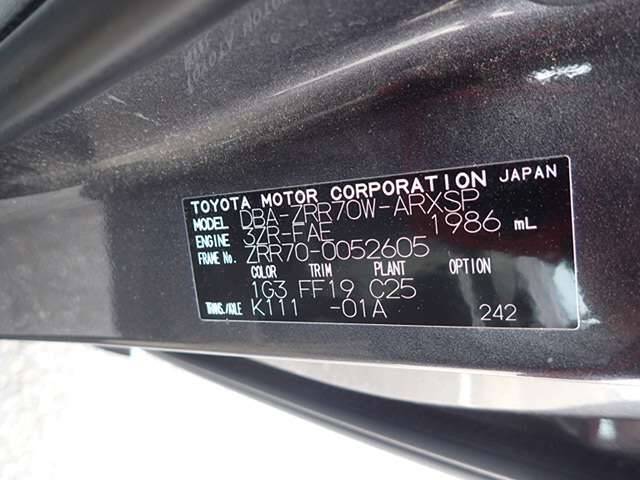 TOYOTA MOTOR CORPORATION JAPAN
MODEL DBA-ZRR70W-ARXSP
ENGINE 3ZR-FAE 1986 mL
FRAME No. ZRR70-0052605
COLOR TRIM PLANT OPTION
1G3 FF19 C25
TRANS./AXLE K111 -01A 242